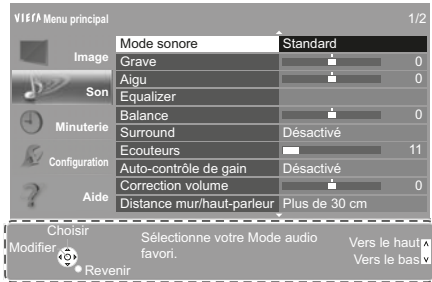 VIErA Menu principal 1/2
Image
Son
Minuterie
Configuration
Aide
Mode sonore Standard
Grave 0
Aigu 0
Equalizer
Balance 0
Surround Désactivé
Ecouteurs 11
Auto-contrôle de gain Désactivé
Correction volume 0
Distance mur/haut-parleur Plus de 30 cm
Choisir
Modifier
Revenir
Sélectionne votre Mode audio
favori.
Vers le haut
Vers le bas